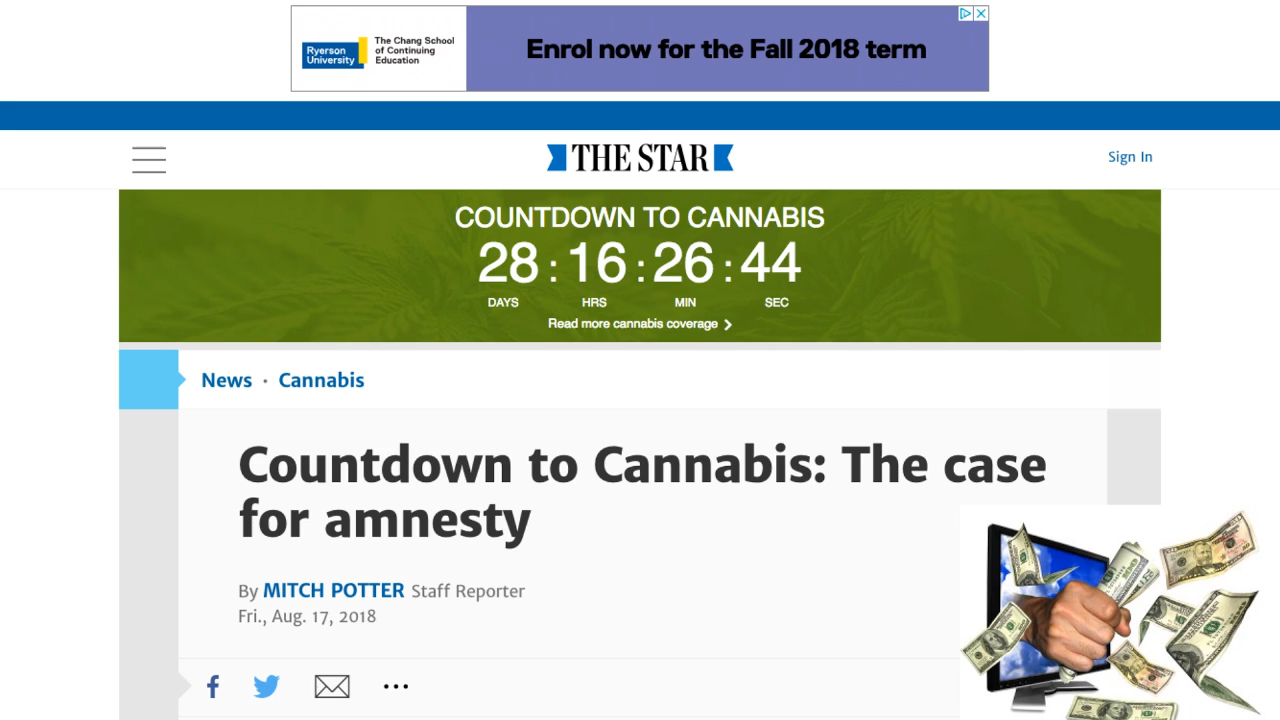 Ryerson
University
The Chang School
of Continuing
Education
Enrol now for the Fall 2018 term
THE STAR
Sign In
COUNTDOWN TO CANNABIS
28 : 16 : 26 : 44
DAYS HRS MIN SEC
Read more cannabis coverage
News • Cannabis
Countdown to Cannabis: The case
for amnesty
By MITCH POTTER Staff Reporter
Fri., Aug. 17, 2018